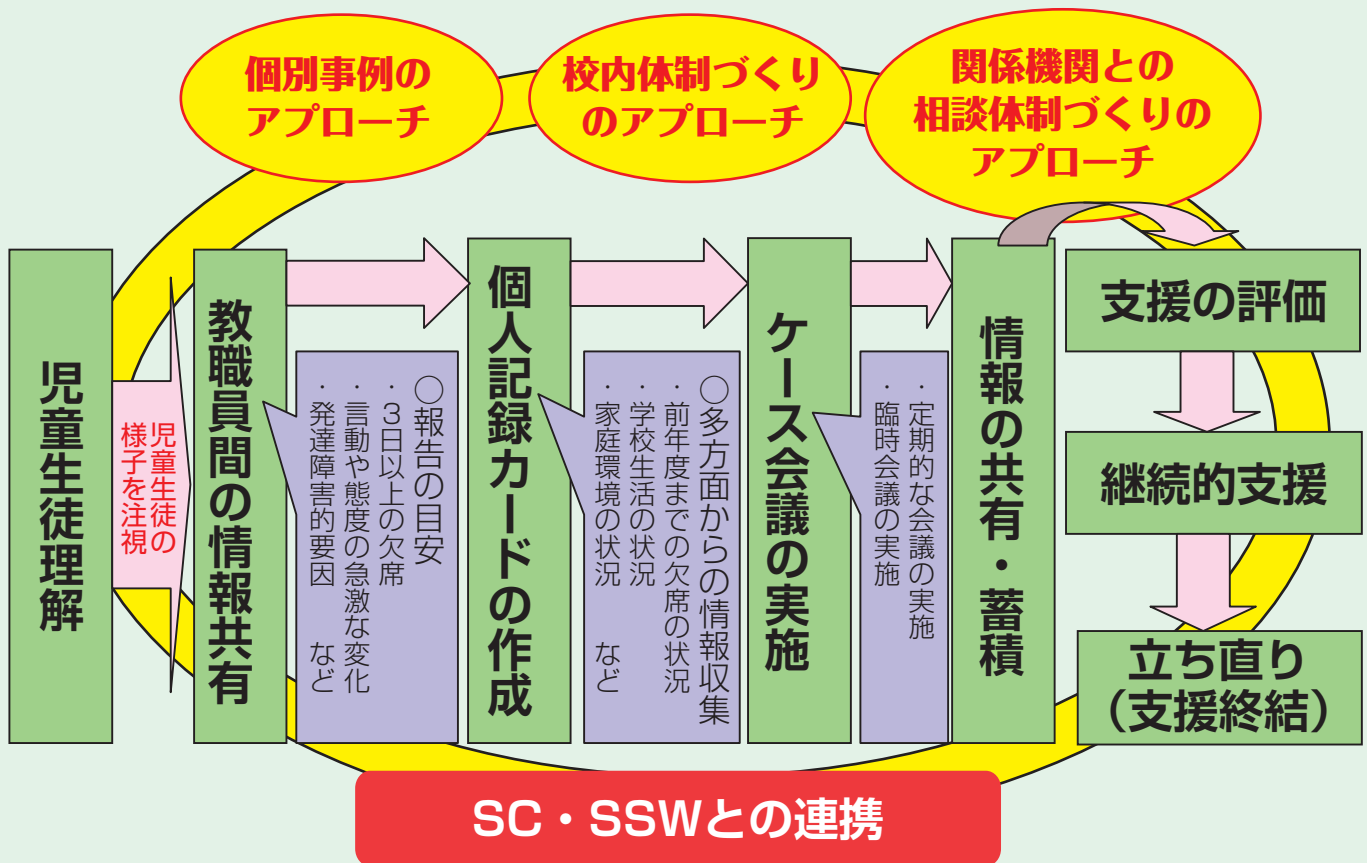 個別事例の
アプローチ
校内体制づくり
のアプローチ
関係機関との
相談体制づくりの
アプローチ
児童生徒理解
児童生徒の
様子を注視
教職員間の情報共有
○報告の目安
・3日以上の欠席
・言動や態度の急激な変化
・発達障害的要因 など
個人記録カードの作成
○多方面からの情報収集
・前年度までの欠席の状況
・学校生活の状況
・家庭環境の状況 など
ケース会議の実施
・定期的な会議の実施
・臨時会議の実施
情報の共有・蓄積
支援の評価
継続的支援
立ち直り
（支援終結）
SC・SSWとの連携